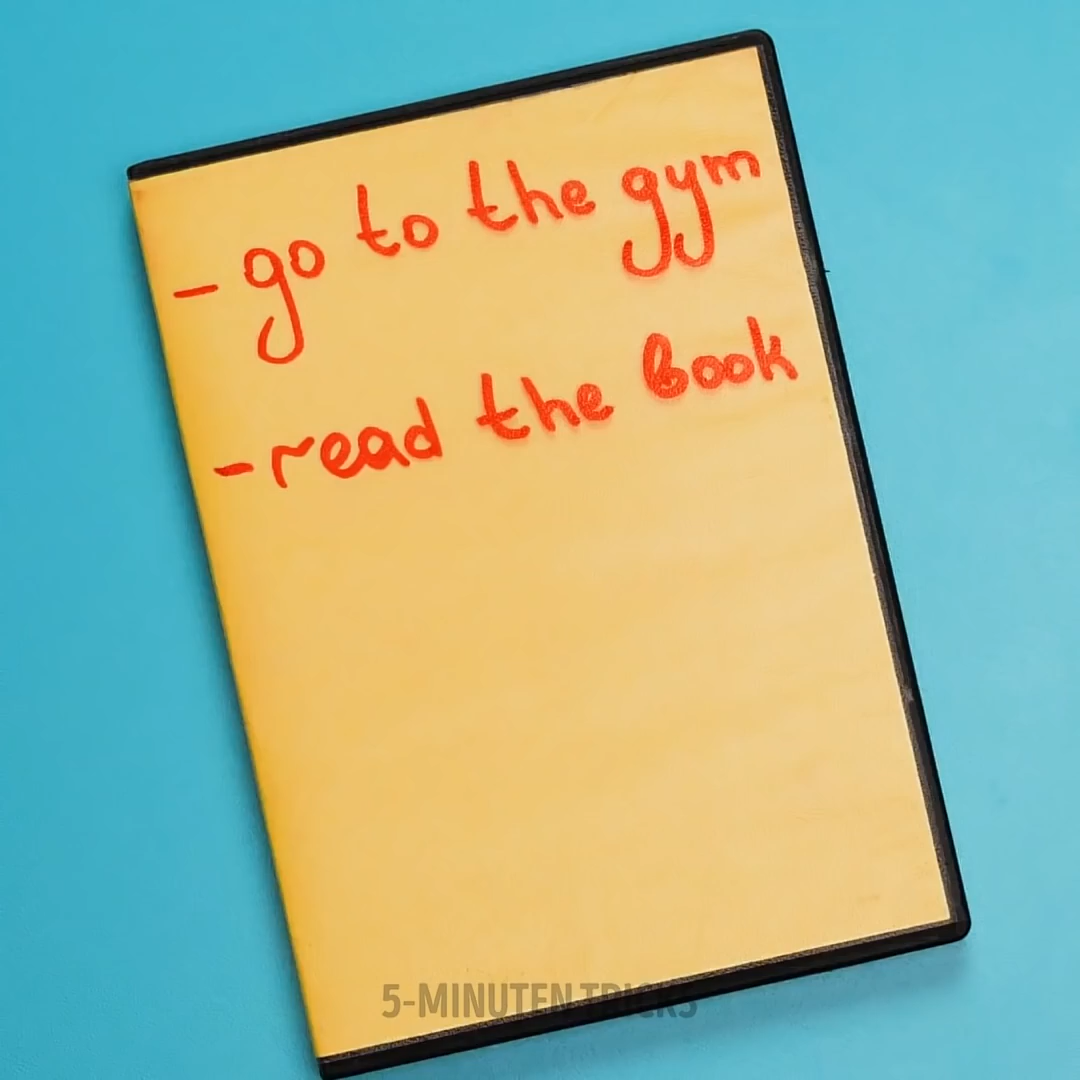 - go to the gym
- read the book
5-MINUTEN TRICKS